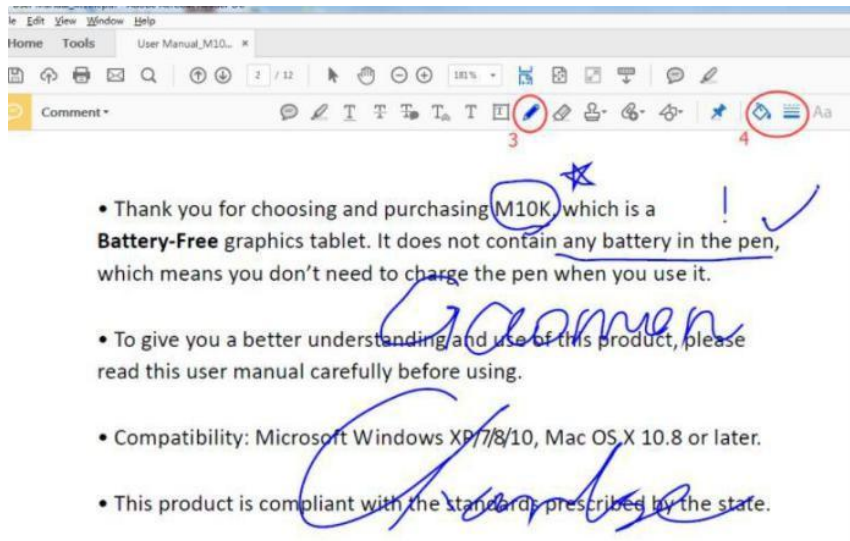 le Edit View Window Help
Home Tools User Manual_M10... ×
2 / 12 181%
Comment T T T T T T Aa
3 4
• Thank you for choosing and purchasing M10K, which is a !
Battery-Free graphics tablet. It does not contain any battery in the pen,
which means you don't need to charge the pen when you use it.
Gaomon
• To give you a better understanding and use of this product, please
read this user manual carefully before using.
• Compatibility: Microsoft Windows XP/7/8/10, Mac OS X 10.8 or later.
• This product is compliant with the standards prescribed by the state.